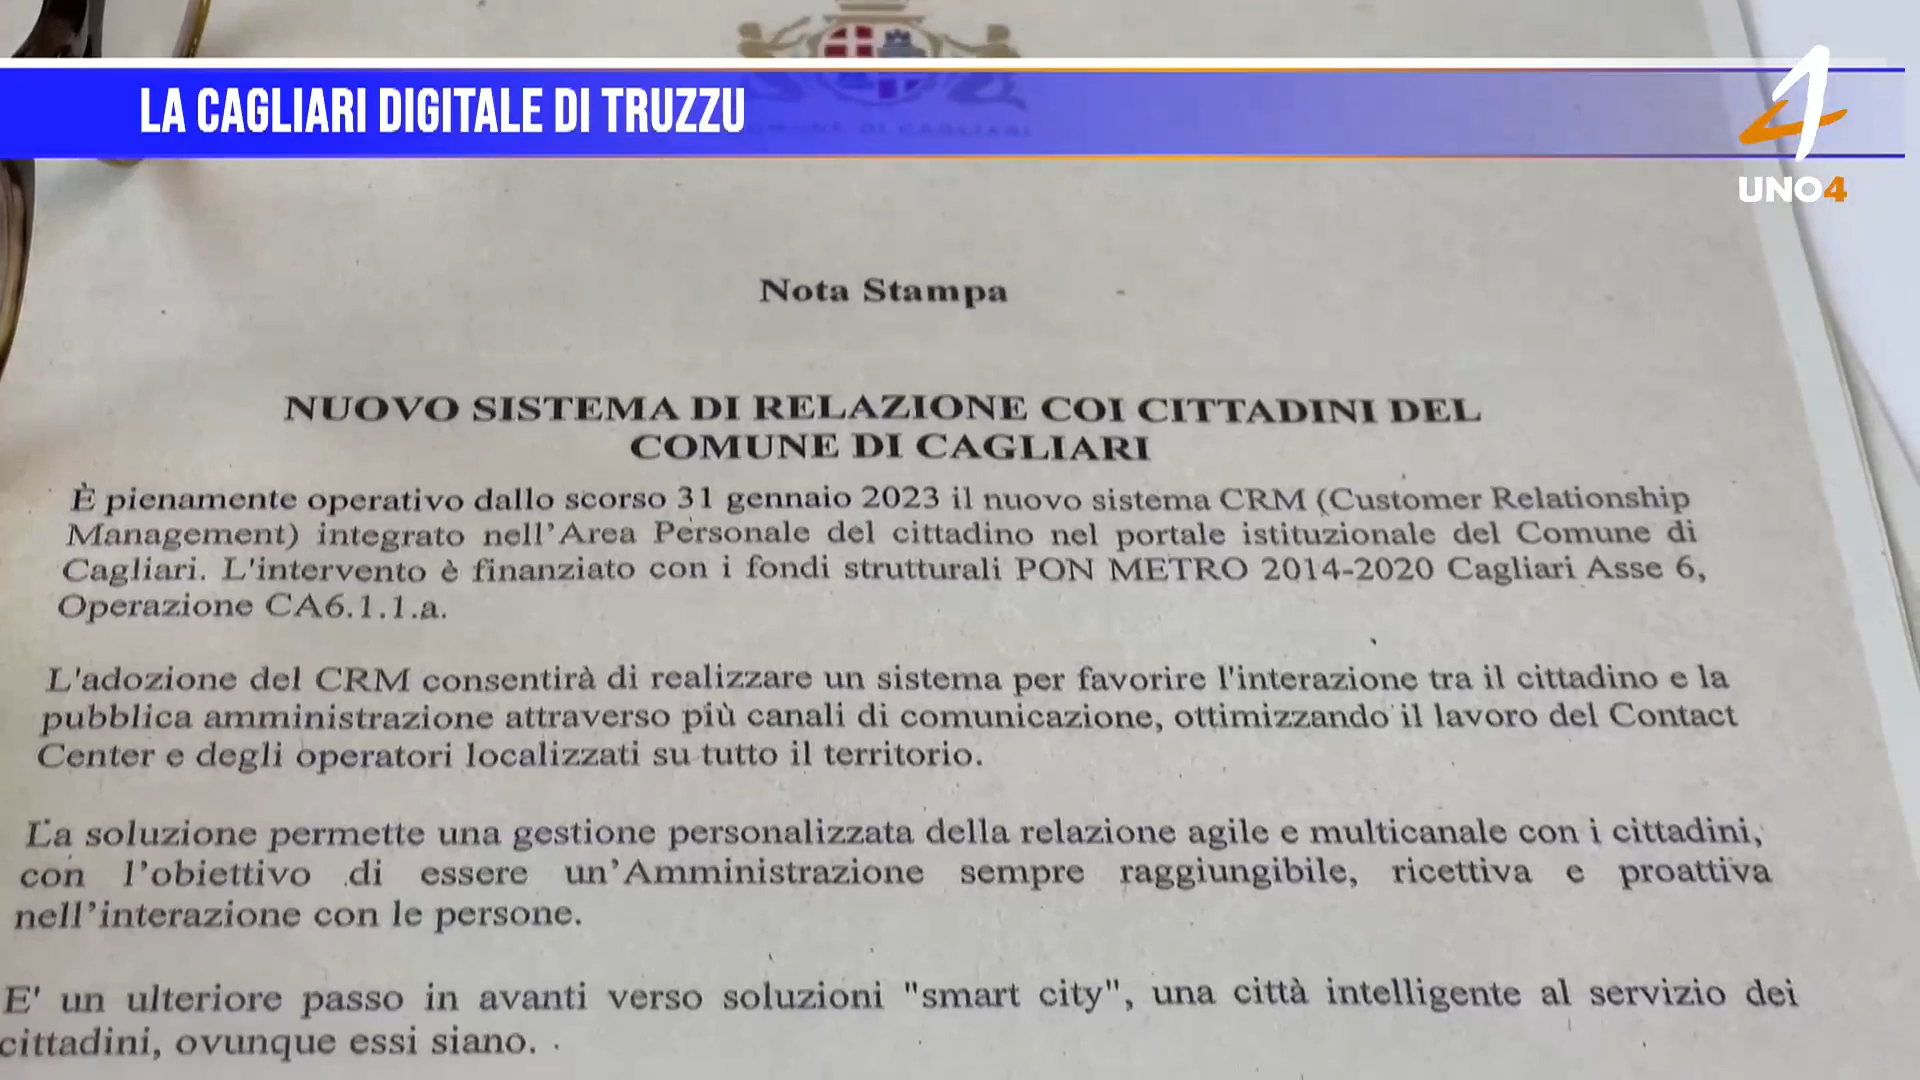 LA CAGLIARI DIGITALE DI TRUZZU
UNO4
Nota Stampa
NUOVO SISTEMA DI RELAZIONE COI CITTADINI DEL
COMUNE DI CAGLIARI
È pienamente operativo dallo scorso 31 gennaio 2023 il nuovo sistema CRM (Customer Relationship
Management) integrato nell’Area Personale del cittadino nel portale istituzionale del Comune di
Cagliari. L'intervento è finanziato con i fondi strutturali PON METRO 2014-2020 Cagliari Asse 6,
Operazione CA6.1.1.a.
L'adozione del CRM consentirà di realizzare un sistema per favorire l'interazione tra il cittadino e la
pubblica amministrazione attraverso più canali di comunicazione, ottimizzando il lavoro del Contact
Center e degli operatori localizzati su tutto il territorio.
La soluzione permette una gestione personalizzata della relazione agile e multicanale con i cittadini,
con l’obiettivo di essere un’Amministrazione sempre raggiungibile, ricettiva e proattiva
nell’interazione con le persone.
E' un ulteriore passo in avanti verso soluzioni "smart city", una città intelligente al servizio dei
cittadini, ovunque essi siano.